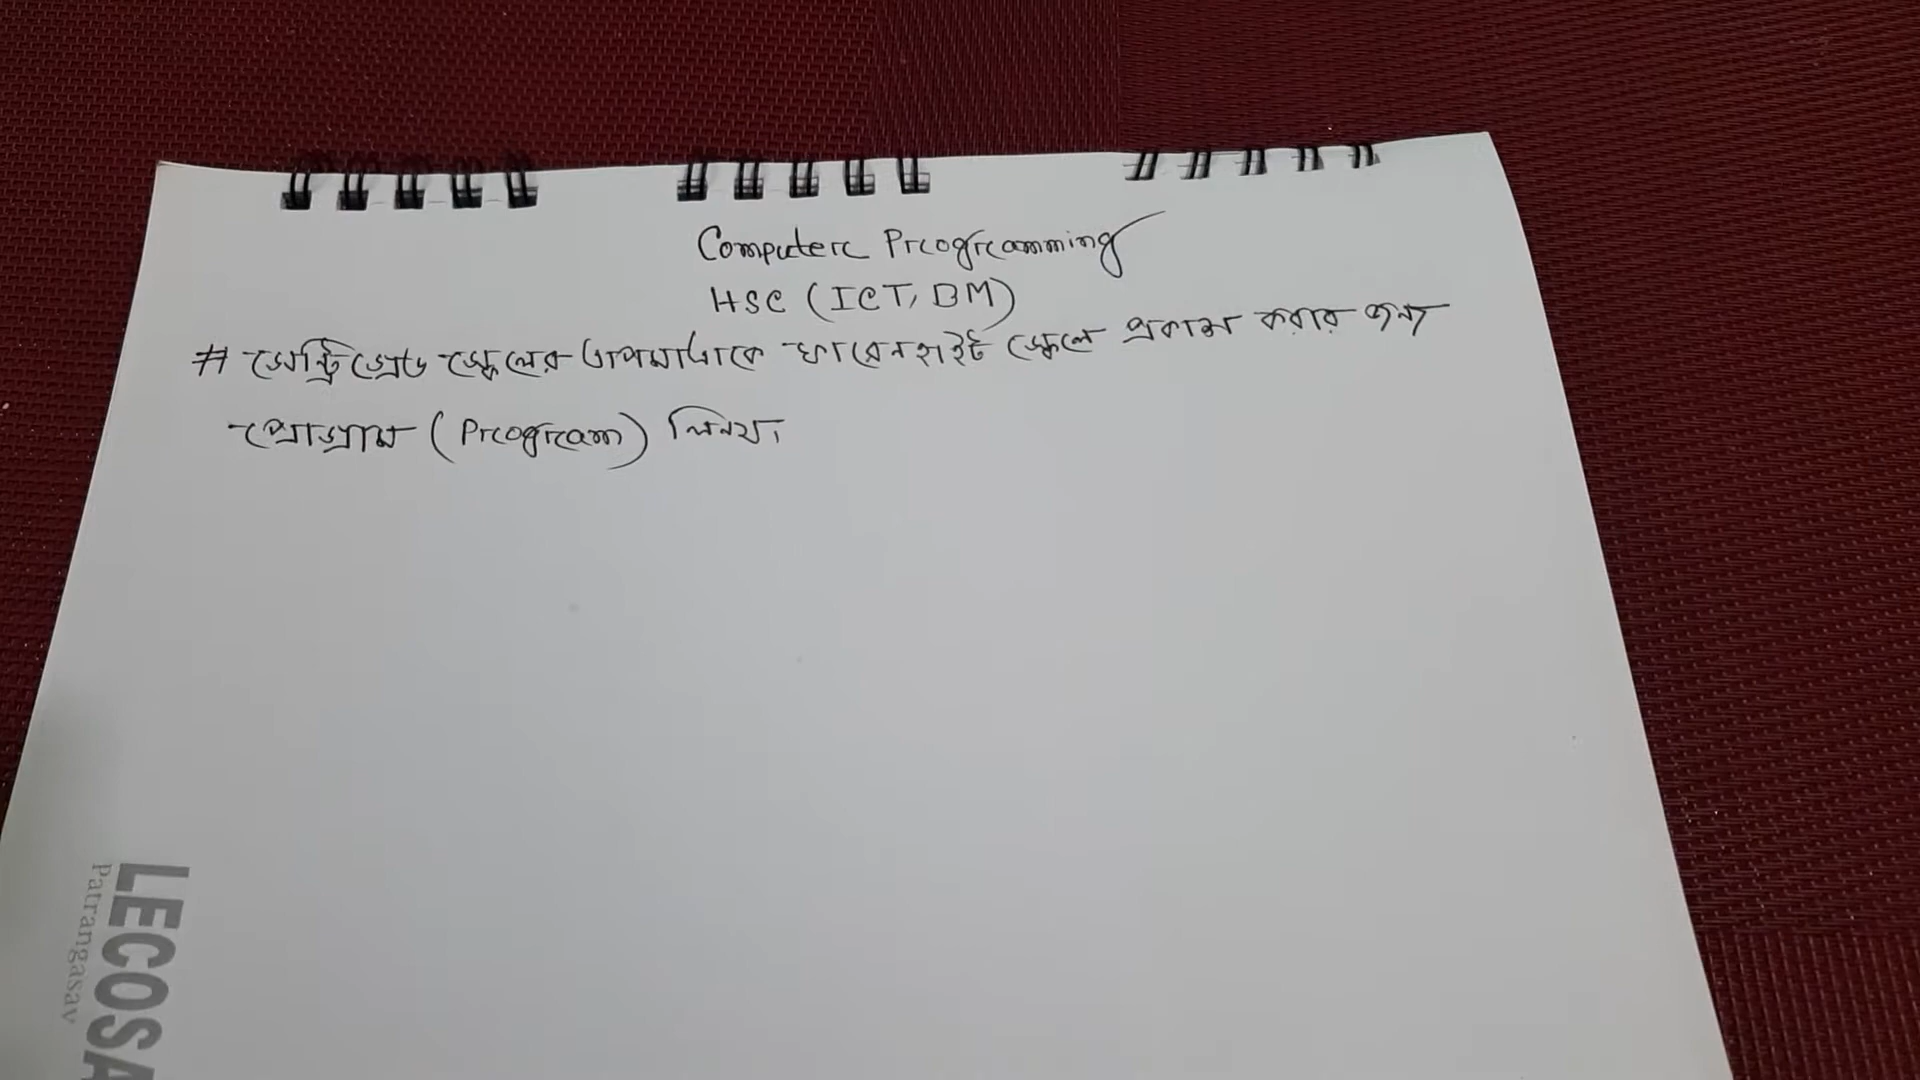 Computer Programming
HSC (ICT, BM)
# সেন্ট্রিগ্রেড স্কেলের তাপমাত্রাকে ফারেনহাইট স্কেলে প্রকাশ করার জন্য
প্রোগ্রাম (Program) লিখ।
LECOSA
Patrangasav